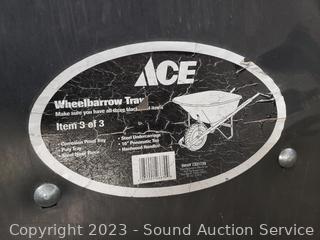 ACE
Wheelbarrow Tray
Make sure you have all three
Item 3 of 3
• Corrosion Proof Tray
• Poly Tray
• Steel Undercarriage
• 16" Pneumatic Tire
• Hardwood Handles
Copyright 2023 - Sound Auction Service